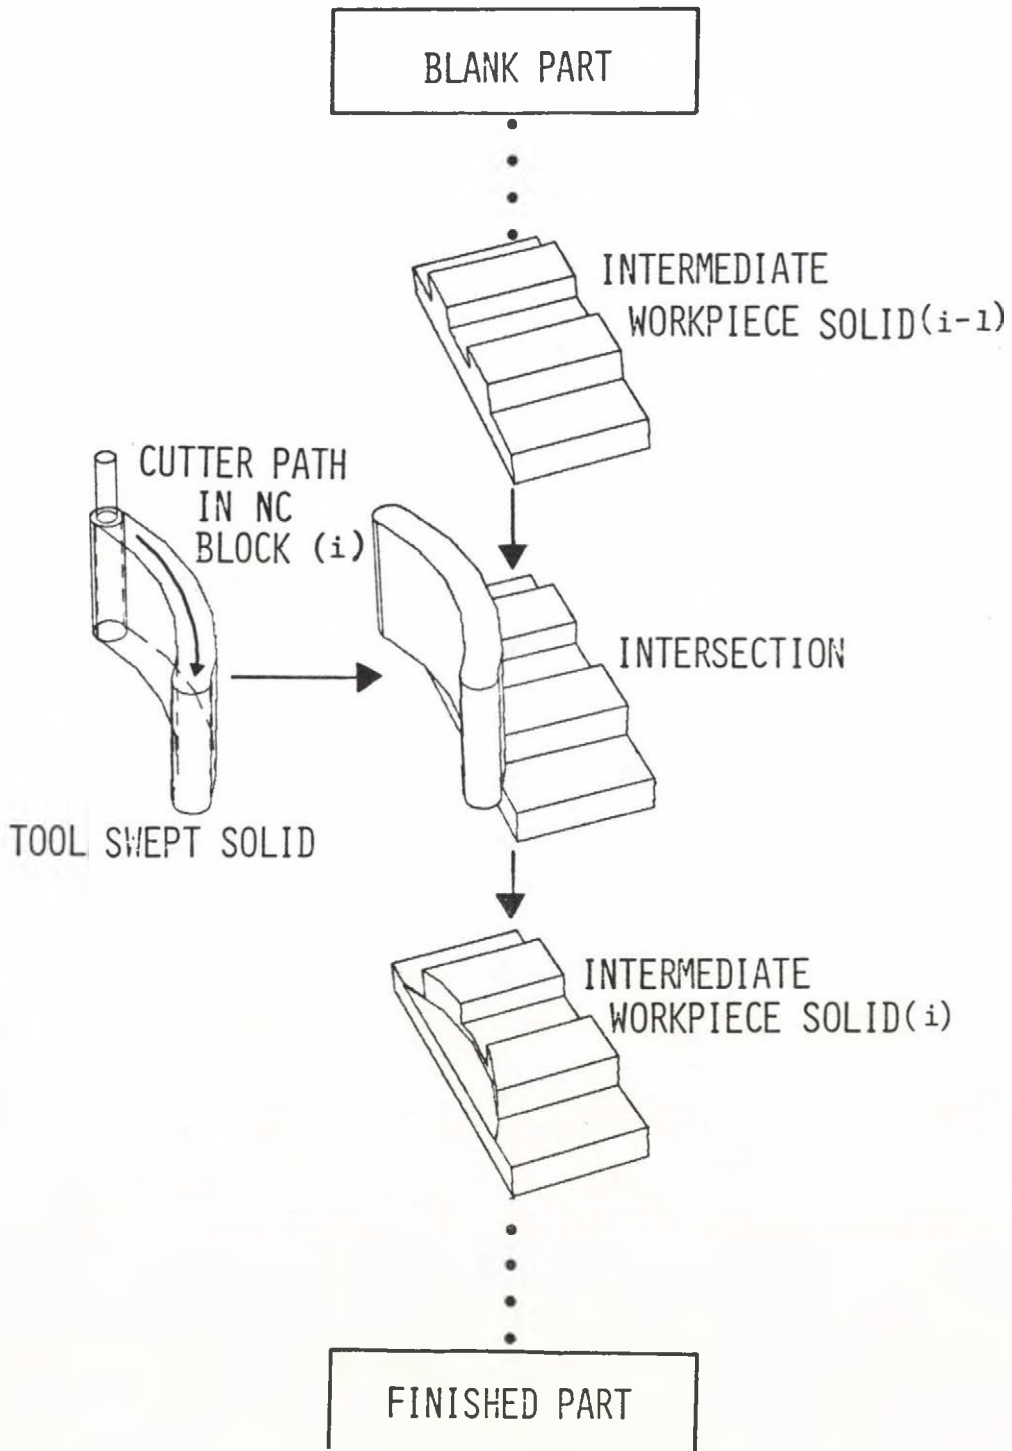 BLANK PART
INTERMEDIATE
WORKPIECE SOLID(i-1)
CUTTER PATH
IN NC
BLOCK (i)
INTERSECTION
TOOL SWEPT SOLID
INTERMEDIATE
WORKPIECE SOLID(i)
FINISHED PART